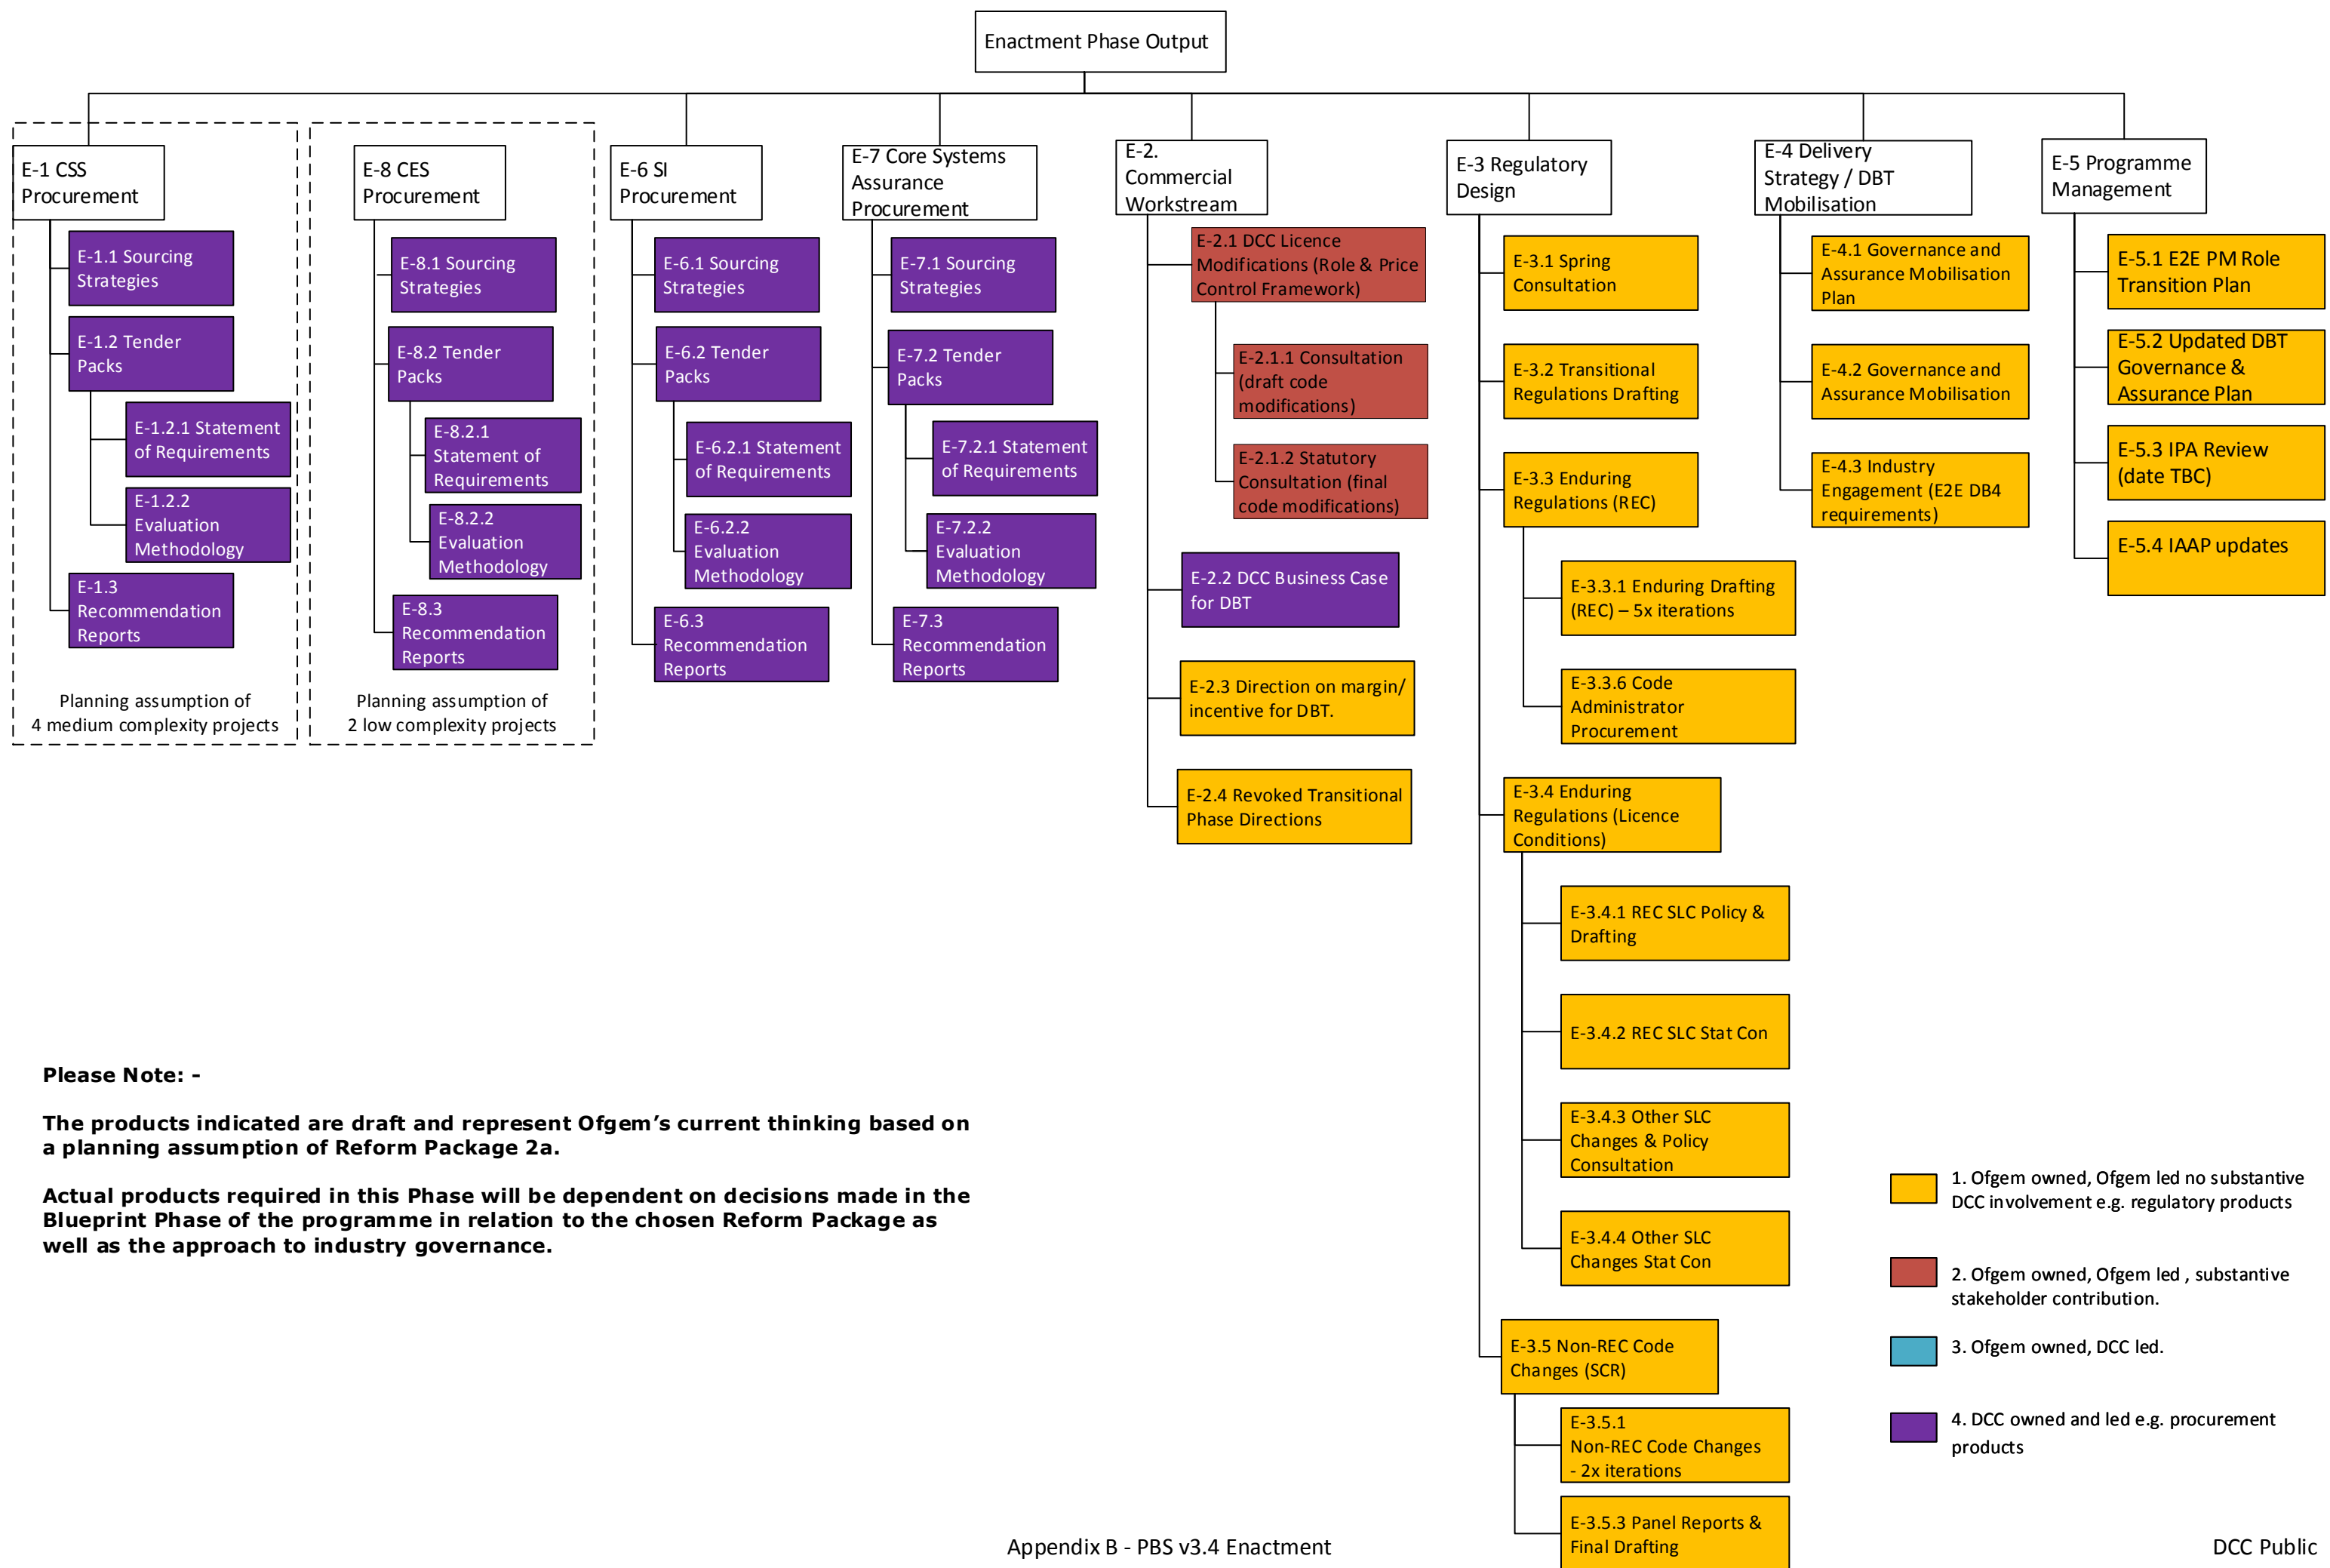 Enactment Phase Output
E-1 CSS
Procurement
E-1.1 Sourcing
Strategies
E-1.2 Tender
Packs
E-1.2.1 Statement
of Requirements
E-1.2.2
Evaluation
Methodology
E-1.3
Recommendation
Reports
Planning assumption of
4 medium complexity projects
E-8 CES
Procurement
E-8.1 Sourcing
Strategies
E-8.2 Tender
Packs
E-8.2.1
Statement of
Requirements
E-8.2.2
Evaluation
Methodology
E-8.3
Recommendation
Reports
Planning assumption of
2 low complexity projects
E-6 SI
Procurement
E-6.1 Sourcing
Strategies
E-6.2 Tender
Packs
E-6.2.1 Statement
of Requirements
E-6.2.2
Evaluation
Methodology
E-6.3
Recommendation
Reports
E-7 Core Systems
Assurance
Procurement
E-7.1 Sourcing
Strategies
E-7.2 Tender
Packs
E-7.2.1 Statement
of Requirements
E-7.2.2
Evaluation
Methodology
E-7.3
Recommendation
Reports
E-2.
Commercial
Workstream
E-2.1 DCC Licence
Modifications (Role & Price
Control Framework)
E-2.1.1 Consultation
(draft code
modifications)
E-2.1.2 Statutory
Consultation (final
code modifications)
E-2.2 DCC Business Case
for DBT
E-2.3 Direction on margin/
incentive for DBT.
E-2.4 Revoked Transitional
Phase Directions
E-3 Regulatory
Design
E-3.1 Spring
Consultation
E-3.2 Transitional
Regulations Drafting
E-3.3 Enduring
Regulations (REC)
E-3.3.1 Enduring Drafting
(REC) – 5x iterations
E-3.3.6 Code
Administrator
Procurement
E-3.4 Enduring
Regulations (Licence
Conditions)
E-3.4.1 REC SLC Policy &
Drafting
E-3.4.2 REC SLC Stat Con
E-3.4.3 Other SLC
Changes & Policy
Consultation
E-3.4.4 Other SLC
Changes Stat Con
E-3.5 Non-REC Code
Changes (SCR)
E-3.5.1
Non-REC Code Changes
- 2x iterations
E-3.5.3 Panel Reports &
Final Drafting
E-4 Delivery
Strategy / DBT
Mobilisation
E-4.1 Governance and
Assurance Mobilisation
Plan
E-4.2 Governance and
Assurance Mobilisation
E-4.3 Industry
Engagement (E2E DB4
requirements)
E-5 Programme
Management
E-5.1 E2E PM Role
Transition Plan
E-5.2 Updated DBT
Governance &
Assurance Plan
E-5.3 IPA Review
(date TBC)
E-5.4 IAAP updates
Please Note: -
The products indicated are draft and represent Ofgem’s current thinking based on
a planning assumption of Reform Package 2a.
Actual products required in this Phase will be dependent on decisions made in the
Blueprint Phase of the programme in relation to the chosen Reform Package as
well as the approach to industry governance.
1. Ofgem owned, Ofgem led no substantive
DCC involvement e.g. regulatory products
2. Ofgem owned, Ofgem led , substantive
stakeholder contribution.
3. Ofgem owned, DCC led.
4. DCC owned and led e.g. procurement
products
Appendix B - PBS v3.4 Enactment
DCC Public